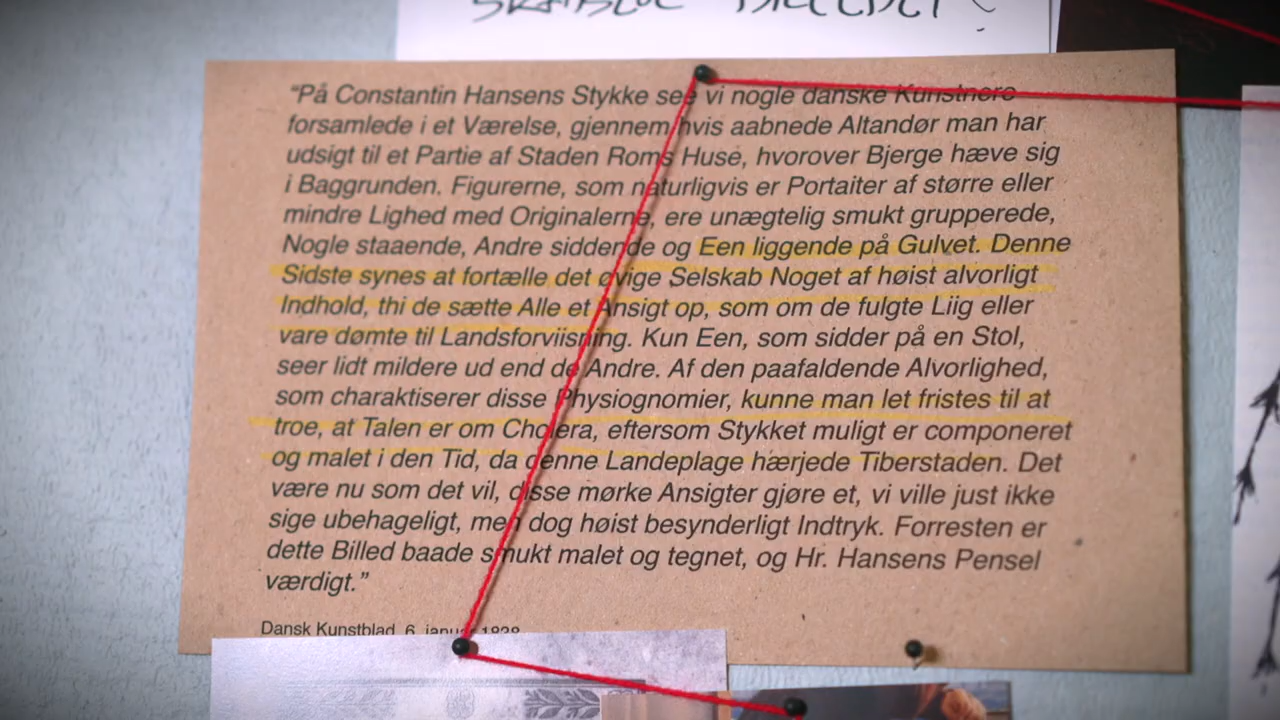 “På Constantin Hansens Stykke see vi nogle danske Kunstnere
forsamlede i et Værelse, gjennem hvis aabnede Altandør man har
udsigt til et Partie af Staden Roms Huse, hvorover Bjerge hæve sig
i Baggrunden. Figurerne, som naturligvis er Portaiter af større eller
mindre Lighed med Originalerne, ere unægtelig smukt grupperede,
Nogle staaende, Andre siddende og Een liggende på Gulvet. Denne
Sidste synes at fortælle det øvige Selskab Noget af høist alvorligt
Indhold, thi de sætte Alle et Ansigt op, som om de fulgte Liig eller
vare dømte til Landsforviisning. Kun Een, som sidder på en Stol,
seer lidt mildere ud end de Andre. Af den paafaldende Alvorlighed,
som charaktiserer disse Physiognomier, kunne man let fristes til at
troe, at Talen er om Cholera, eftersom Stykket muligt er componeret
og malet i den Tid, da denne Landeplage hærjede Tiberstaden. Det
være nu som det vil, disse mørke Ansigter gjøre et, vi ville just ikke
sige ubehageligt, men dog høist besynderligt Indtryk. Forresten er
dette Billed baade smukt malet og tegnet, og Hr. Hansens Pensel
værdigt.”
Dansk Kunstblad, 6. januar 1838